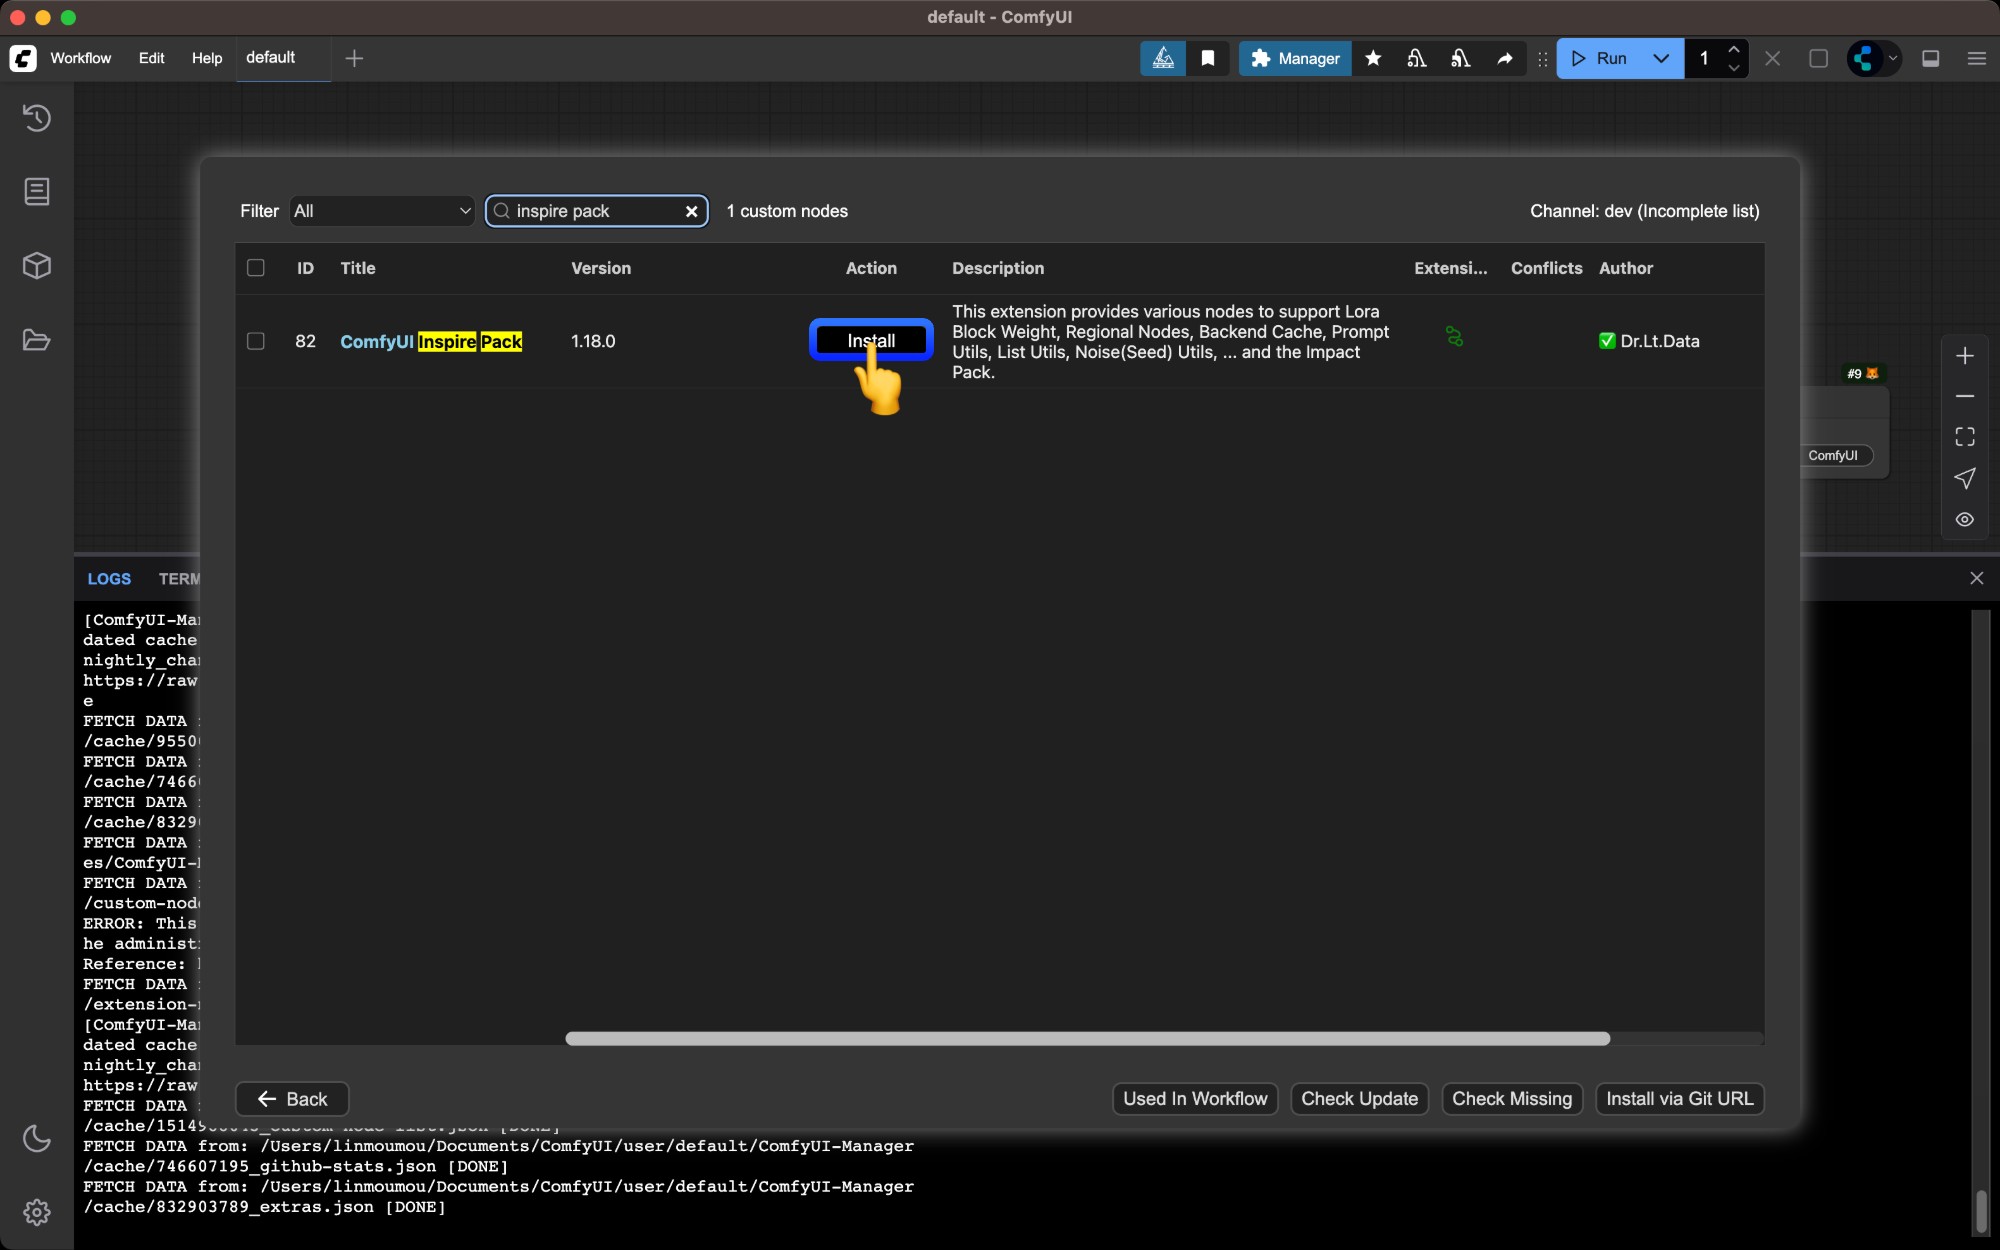 default - ComfyUI
Workflow Edit Help default
Manager
Run 1
Filter All inspire pack 1 custom nodes Channel: dev (Incomplete list)
ID Title Version Action Description Extensi... Conflicts Author
82 ComfyUI Inspire Pack 1.18.0 Install
This extension provides various nodes to support Lora
Block Weight, Regional Nodes, Backend Cache, Prompt
Utils, List Utils, Noise(Seed) Utils, ... and the Impact
Pack.
✅ Dr.Lt.Data
#9
ComfyUI
LOGS TERM
[ComfyUI-Ma
dated cache
nightly_cha
https://raw
e
FETCH DATA
/cache/9550
FETCH DATA
/cache/7466
FETCH DATA
/cache/8329
FETCH DATA
es/ComfyUI-
FETCH DATA
/custom-nod
ERROR: This
he administ
Reference:
FETCH DATA
/extension-
[ComfyUI-Ma
dated cache
nightly_cha
https://raw
FETCH DATA
Back Used In Workflow Check Update Check Missing Install via Git URL
FETCH DATA from: /Users/linmoumou/Documents/ComfyUI/user/default/ComfyUI-Manager
/cache/746607195_github-stats.json [DONE]
FETCH DATA from: /Users/linmoumou/Documents/ComfyUI/user/default/ComfyUI-Manager
/cache/832903789_extras.json [DONE]